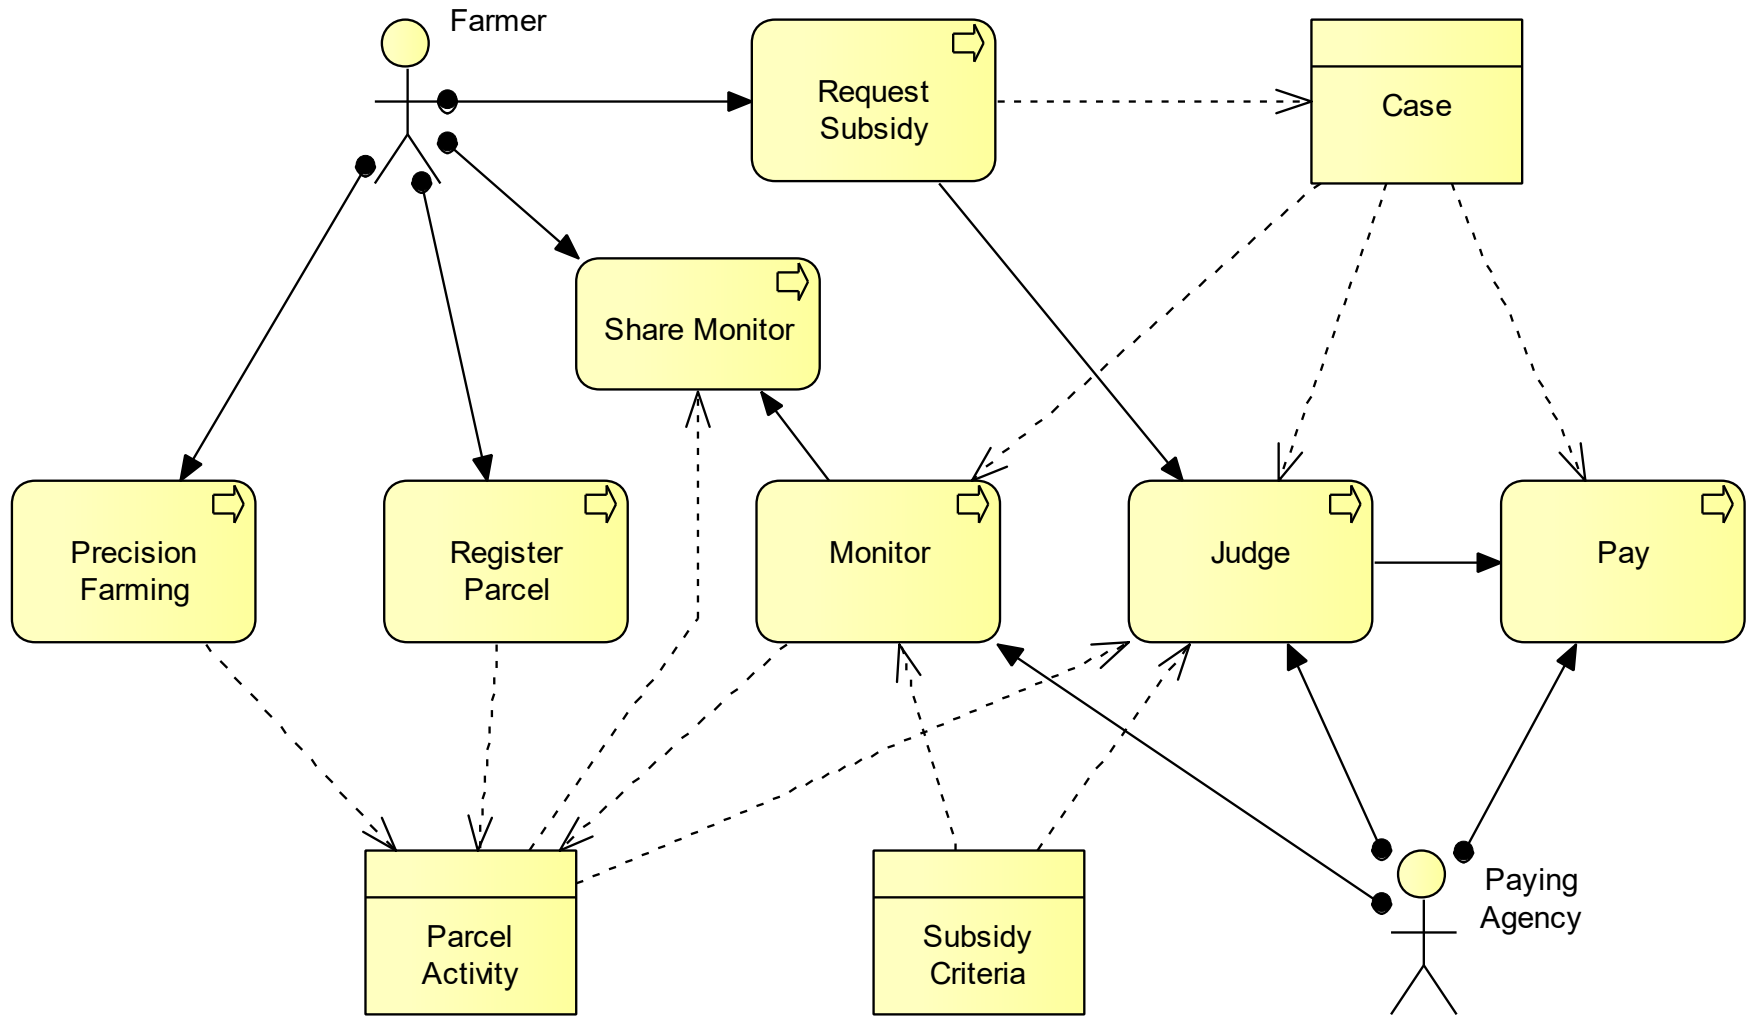 Farmer
Request
Subsidy
Case
Share Monitor
Precision
Farming
Register
Parcel
Monitor
Judge
Pay
Parcel
Activity
Subsidy
Criteria
Paying
Agency